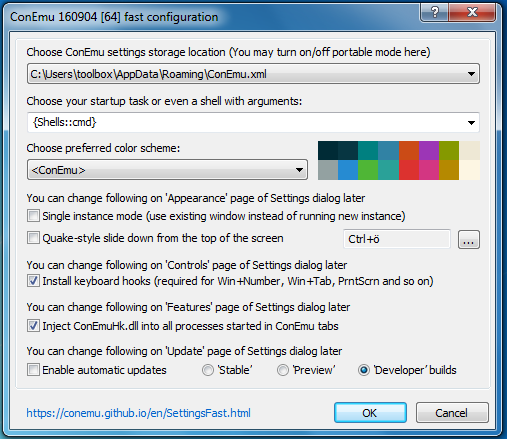 ConEmu 160904 [64] fast configuration
Choose ConEmu settings storage location (You may turn on/off portable mode here)
C:\Users\toolbox\AppData\Roaming\ConEmu.xml
Choose your startup task or even a shell with arguments:
{Shells::cmd}
Choose preferred color scheme:
<ConEmu>
You can change following on 'Appearance' page of Settings dialog later
Single instance mode (use existing window instead of running new instance)
Quake-style slide down from the top of the screen Ctrl+ö ...
You can change following on 'Controls' page of Settings dialog later
Install keyboard hooks (required for Win+Number, Win+Tab, PrntScrn and so on)
You can change following on 'Features' page of Settings dialog later
Inject ConEmuHk.dll into all processes started in ConEmu tabs
You can change following on 'Update' page of Settings dialog later
Enable automatic updates 'Stable' 'Preview' 'Developer' builds
https://conemu.github.io/en/SettingsFast.html OK Cancel